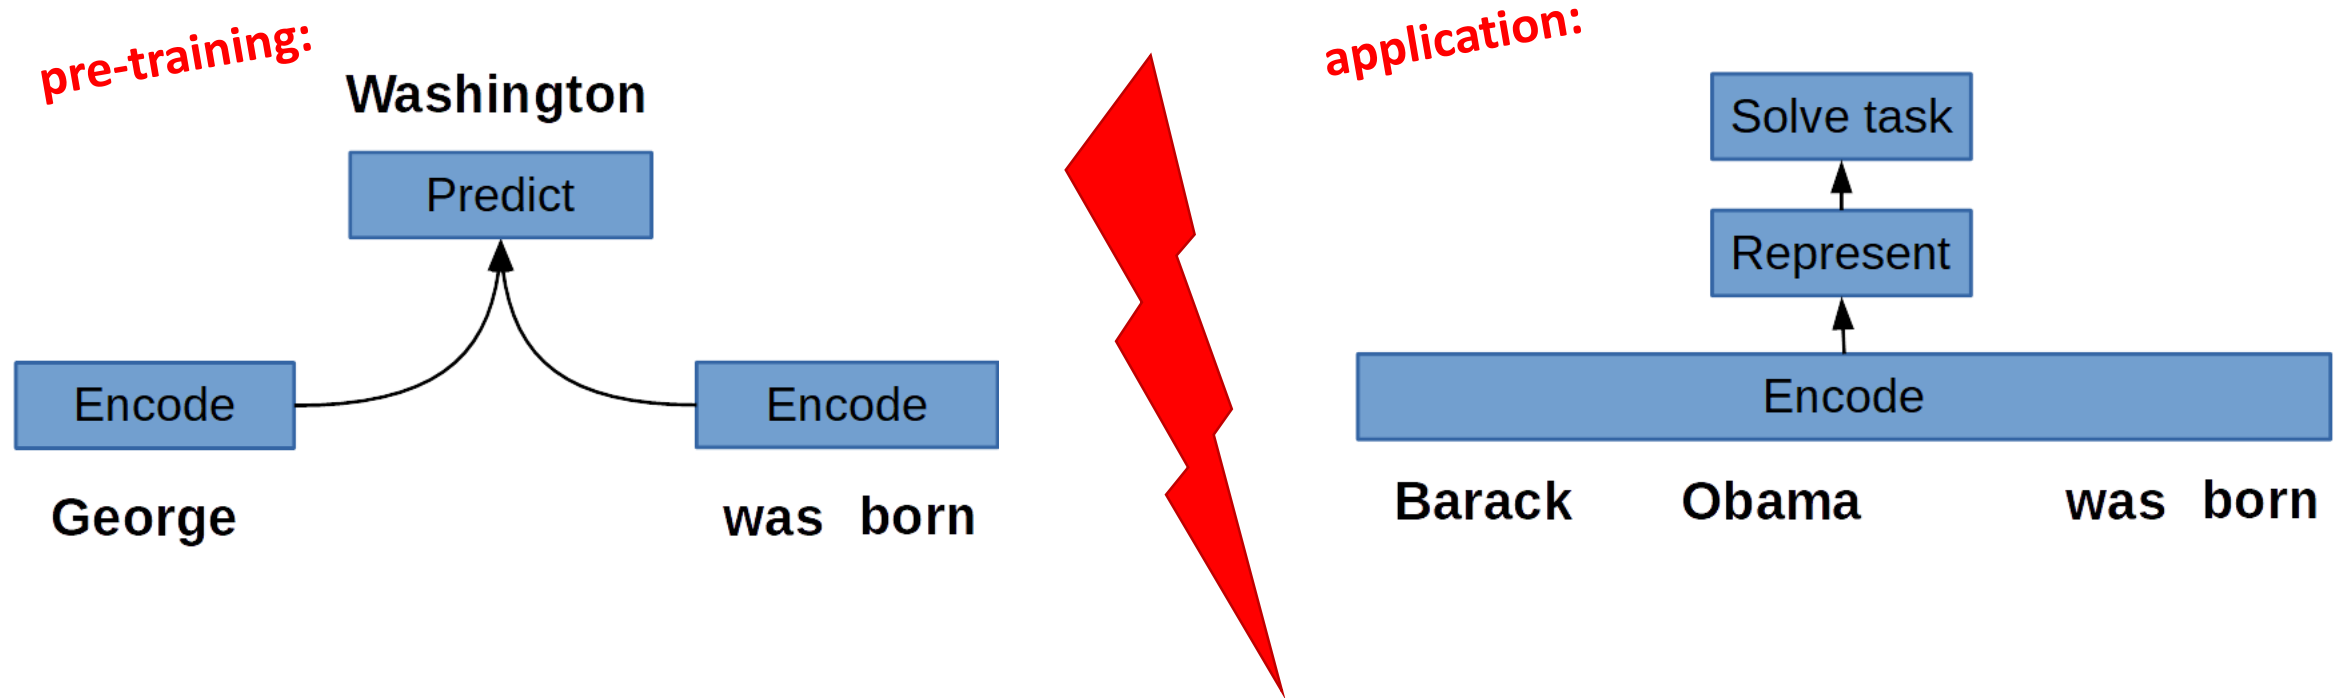 pre-training:
Washington
Predict
Encode
Encode
George
was born
application:
Solve task
Represent
Encode
Barack Obama was born